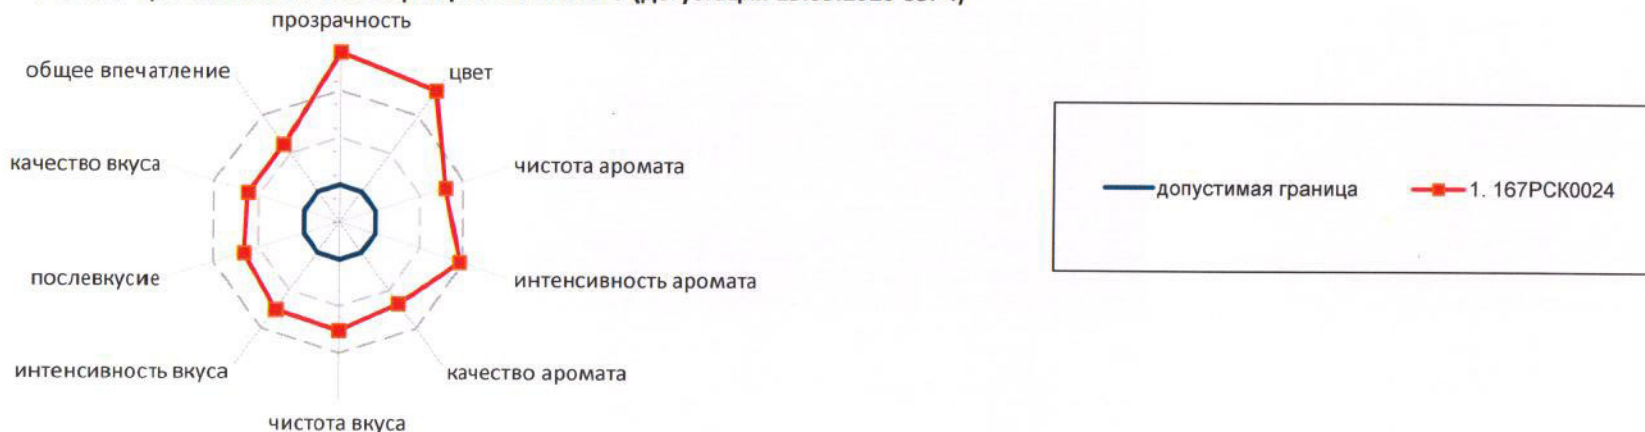 прозрачность
общее впечатление
цвет
качество вкуса
чистота аромата
послевкусие
интенсивность аромата
интенсивность вкуса
качество аромата
чистота вкуса
допустимая граница
1. 167РСК0024